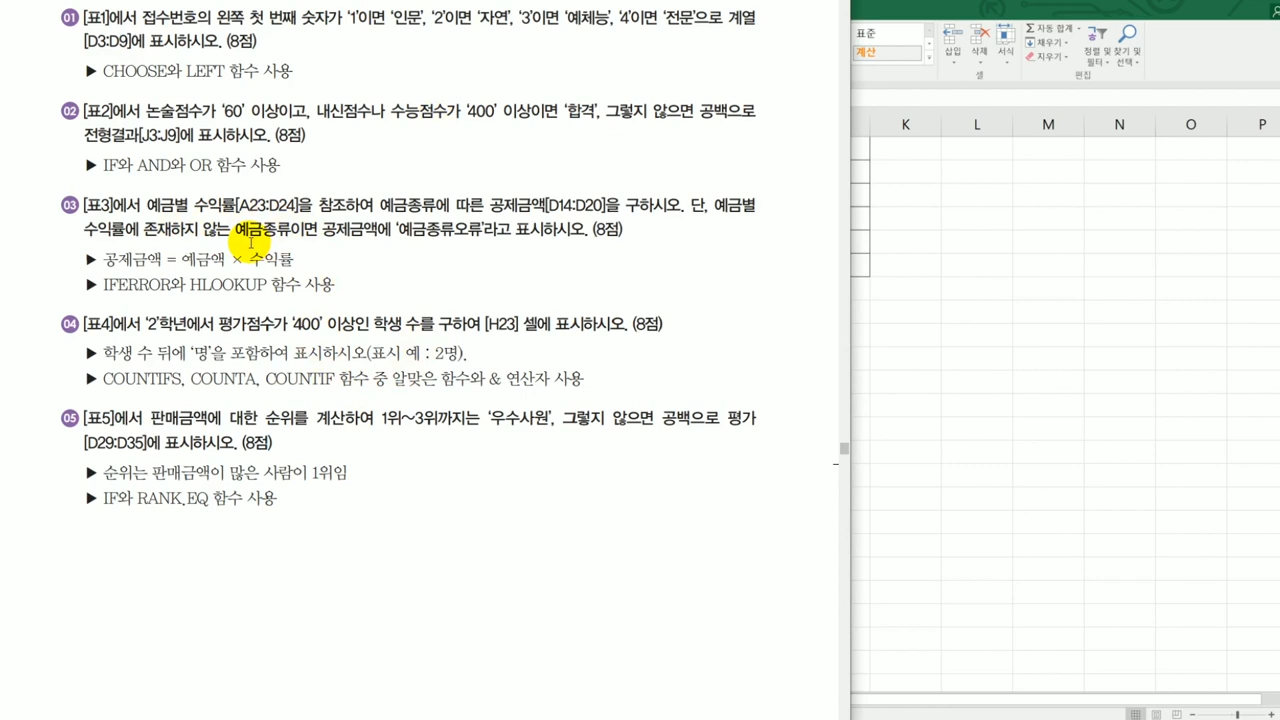 01 [표1]에서 접수번호의 왼쪽 첫 번째 숫자가 ‘1’이면 ‘인문’, ‘2’이면 ‘자연’, ‘3’이면 ‘예체능’, ‘4’이면 ‘전문’으로 계열
[D3:D9]에 표시하시오. (8점)
▶ CHOOSE와 LEFT 함수 사용
02 [표2]에서 논술점수가 ‘60’ 이상이고, 내신점수나 수능점수가 ‘400’ 이상이면 ‘합격’, 그렇지 않으면 공백으로
전형결과[J3:J9]에 표시하시오. (8점)
▶ IF와 AND와 OR 함수 사용
03 [표3]에서 예금별 수익률[A23:D24]을 참조하여 예금종류에 따른 공제금액[D14:D20]을 구하시오. 단, 예금별
수익률에 존재하지 않는 예금종류이면 공제금액에 ‘예금종류오류’라고 표시하시오. (8점)
▶ 공제금액 = 예금액 × 수익률
▶ IFERROR와 HLOOKUP 함수 사용
04 [표4]에서 ‘2’학년에서 평가점수가 ‘400’ 이상인 학생 수를 구하여 [H23] 셀에 표시하시오. (8점)
▶ 학생 수 뒤에 ‘명’을 포함하여 표시하시오(표시 예 : 2명).
▶ COUNTIFS, COUNTA, COUNTIF 함수 중 알맞은 함수와 & 연산자 사용
05 [표5]에서 판매금액에 대한 순위를 계산하여 1위~3위까지는 ‘우수사원’, 그렇지 않으면 공백으로 평가
[D29:D35]에 표시하시오. (8점)
▶ 순위는 판매금액이 많은 사람이 1위임
▶ IF와 RANK.EQ 함수 사용
표준
계산
삽입 삭제 서식
셀
자동 합계
채우기
지우기
정렬 및 찾기 및
필터 선택
편집
K L M N O P